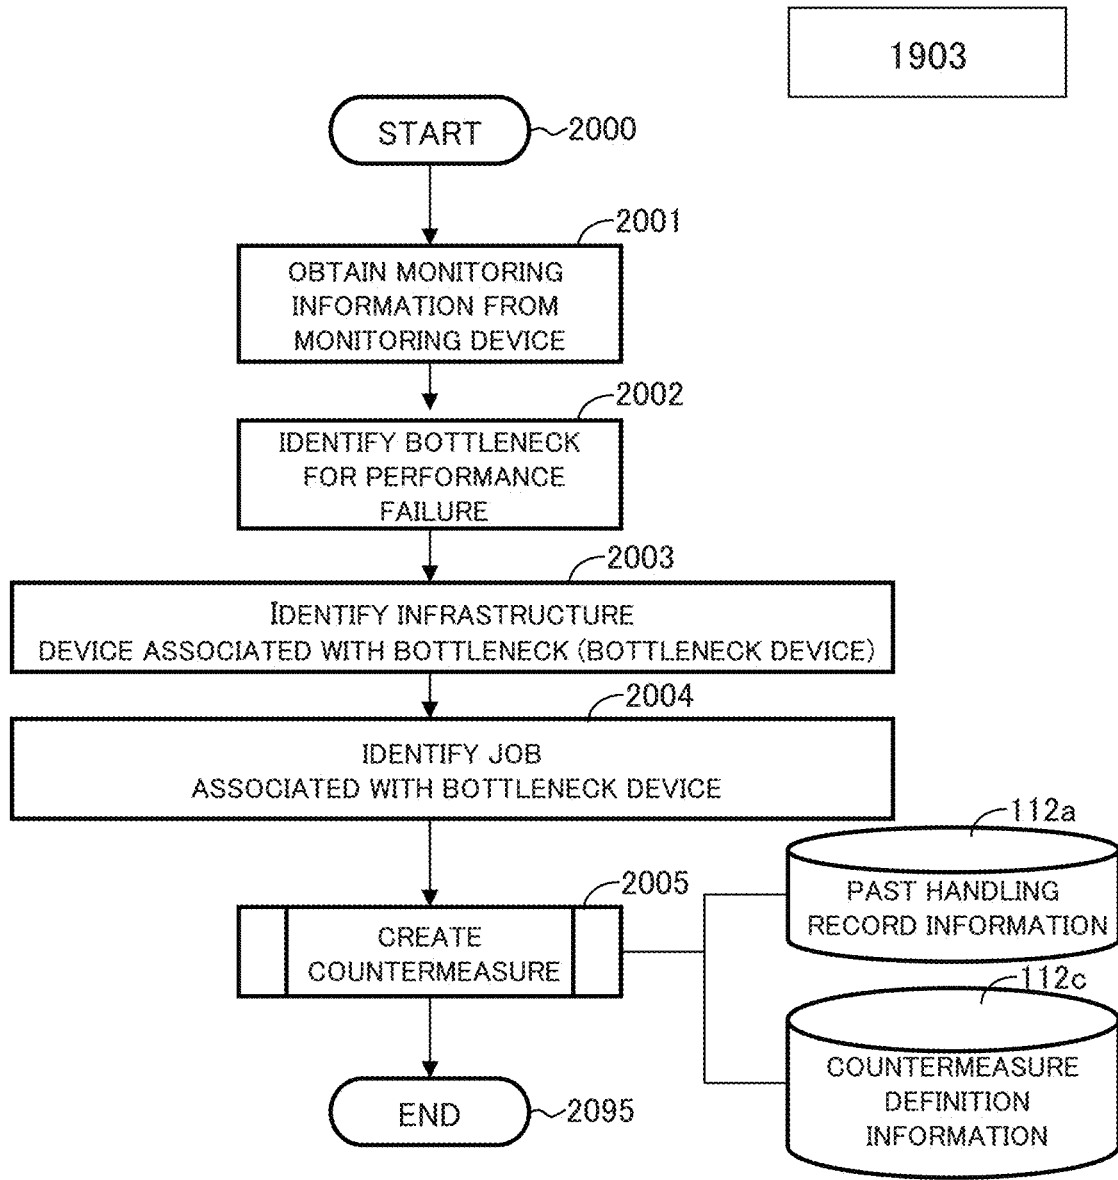 1903
START
2000
2001
OBTAIN MONITORING
INFORMATION FROM
MONITORING DEVICE
2002
IDENTIFY BOTTLENECK
FOR PERFORMANCE
FAILURE
2003
IDENTIFY INFRASTRUCTURE
DEVICE ASSOCIATED WITH BOTTLENECK (BOTTLENECK DEVICE)
2004
IDENTIFY JOB
ASSOCIATED WITH BOTTLENECK DEVICE
2005
CREATE
COUNTERMEASURE
112a
PAST HANDLING
RECORD INFORMATION
112c
COUNTERMEASURE
DEFINITION
INFORMATION
END
2095